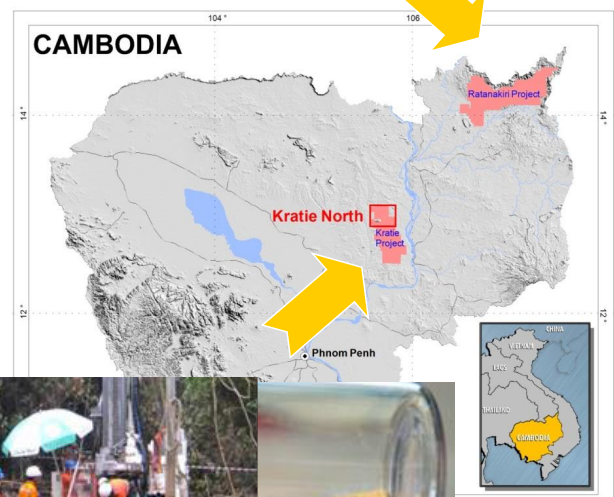 104 °
106
CAMBODIA
Ratanakiri Project
14°
14°
Kratie North
Kratie
Project
12°
12°
Phnom Penh
CHINA
VIETNAM
LAOS
THAILAND
CAMBODIA